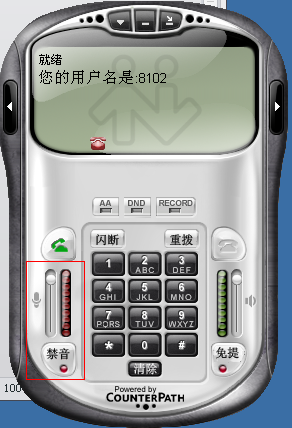 就绪
您的用户名是:8102
AA DND RECORD
闪断 重拨
1 2 ABC 3 DEF
4 GHI 5 JKL 6 MNO
7 PQRS 8 TUV 9 WXYZ
* 0 #
禁音 清除 免提
Powered by
COUNTERPATH
100